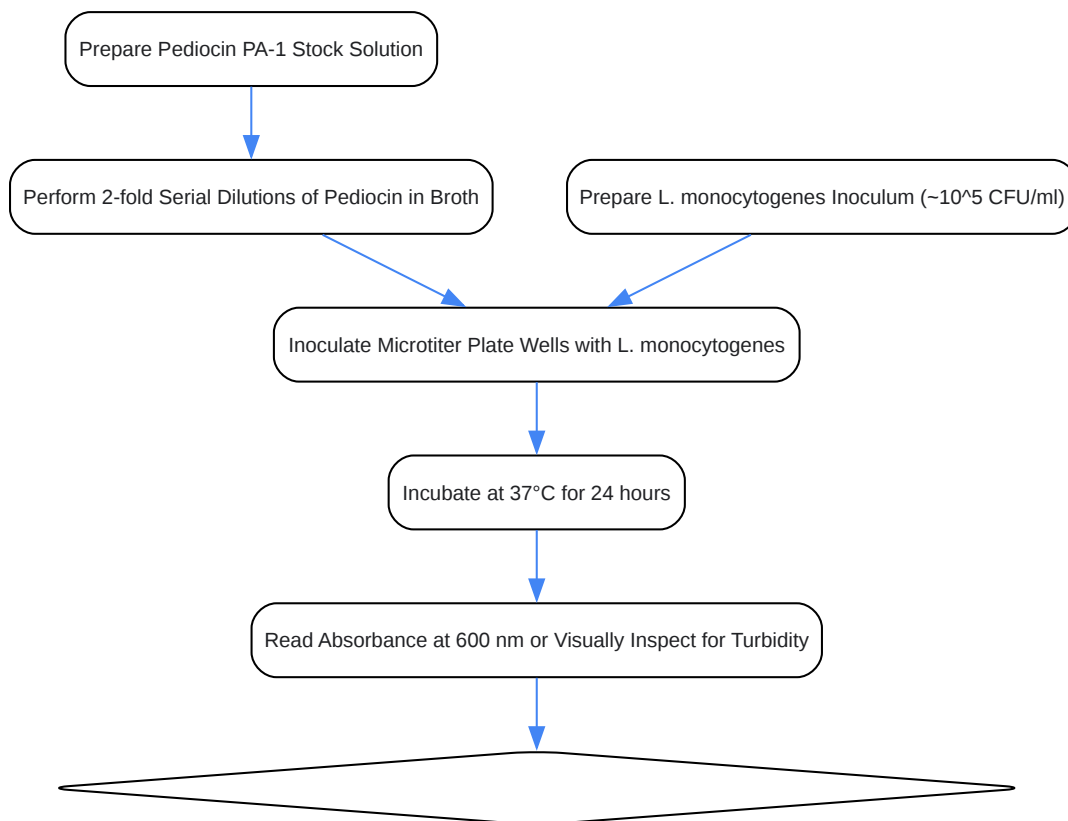 Prepare Pediocin PA-1 Stock Solution
Perform 2-fold Serial Dilutions of Pediocin in Broth
Prepare L. monocytogenes Inoculum (~10^5 CFU/ml)
Inoculate Microtiter Plate Wells with L. monocytogenes
Incubate at 37°C for 24 hours
Read Absorbance at 600 nm or Visually Inspect for Turbidity